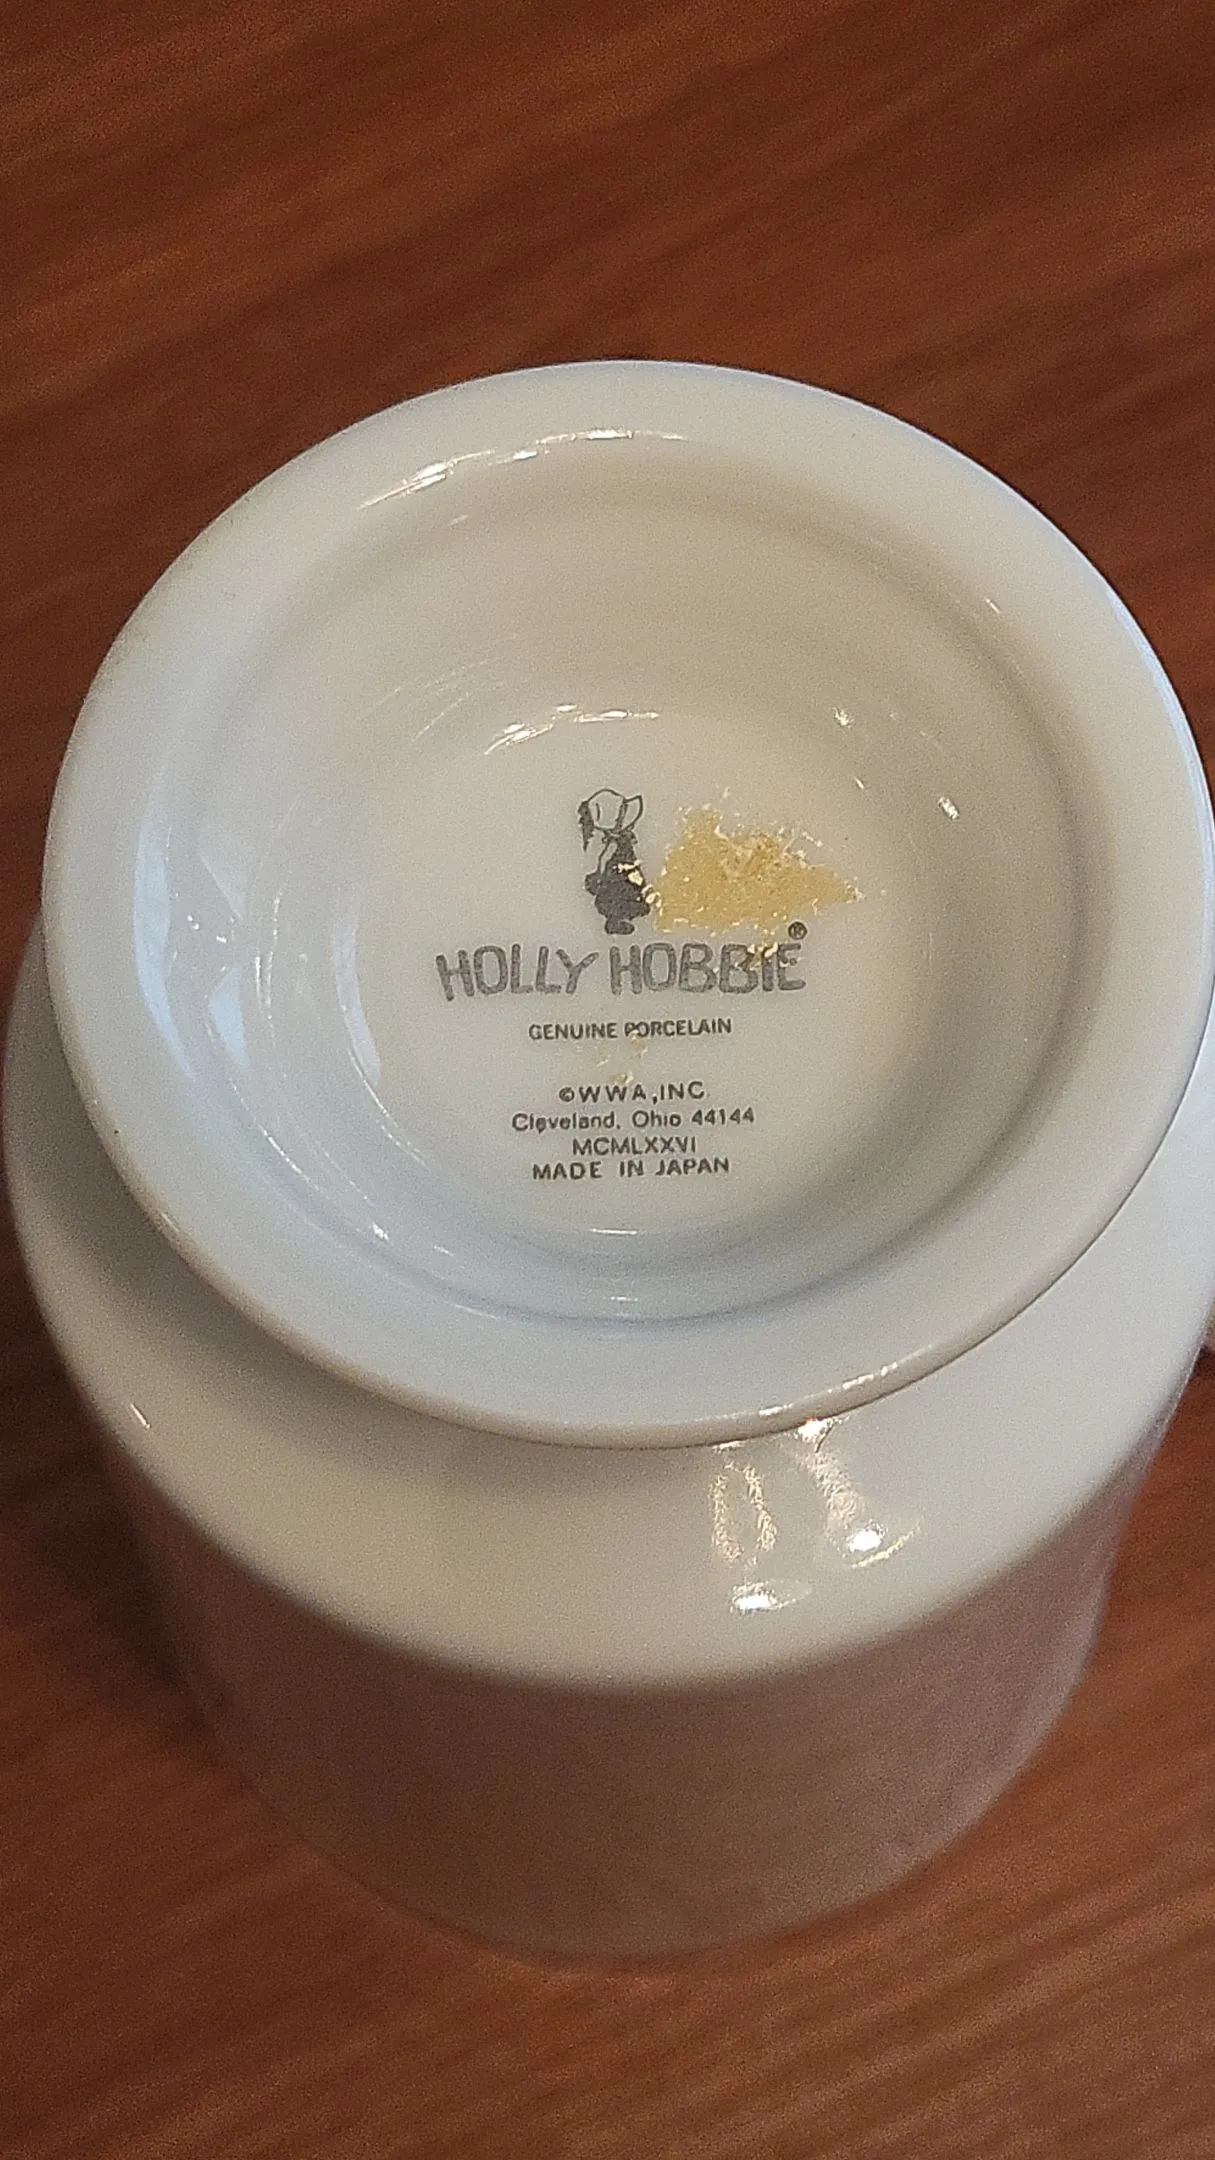 HOLLY HOBBIE®
GENUINE PORCELAIN
©WWA,INC.
Cleveland, Ohio 44144
MCMLXXVI
MADE IN JAPAN